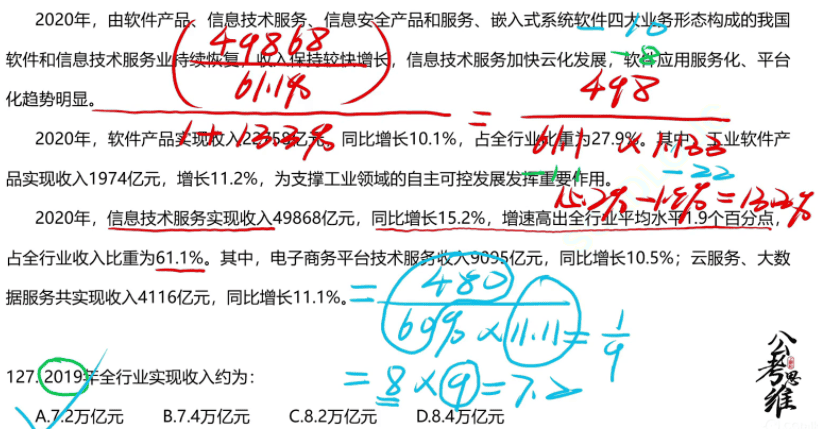 2020年，由软件产品、信息技术服务、信息安全产品和服务、嵌入式系统软件四大业务形态构成的我国
-10
软件和信息技术服务业持续恢复，收入保持较快增长，信息技术服务加快云化发展，软件应用服务化、平台
-8
化趋势明显。
49868
61.1%
1+13.3%
=
498
611 × 1.133
2020年，软件产品实现收入22758亿元，同比增长10.1%，占全行业比重为27.9%。其中，工业软件产
品实现收入1974亿元，增长11.2%，为支撑工业领域的自主可控发展发挥重要作用。
-11
-22
15.2%-1.9%=13.3%
2020年，信息技术服务实现收入49868亿元，同比增长15.2%，增速高出全行业平均水平1.9个百分点，
占全行业收入比重为61.1%。其中，电子商务平台技术服务收入9095亿元，同比增长10.5%；云服务、大数
据服务共实现收入4116亿元，同比增长11.1%。
= 480
60% × 11.11 = 1/9
127. 2019年全行业实现收入约为：
= 8 × 9 = 7.2
A.7.2万亿元 B.7.4万亿元 C.8.2万亿元 D.8.4万亿元
公考思维